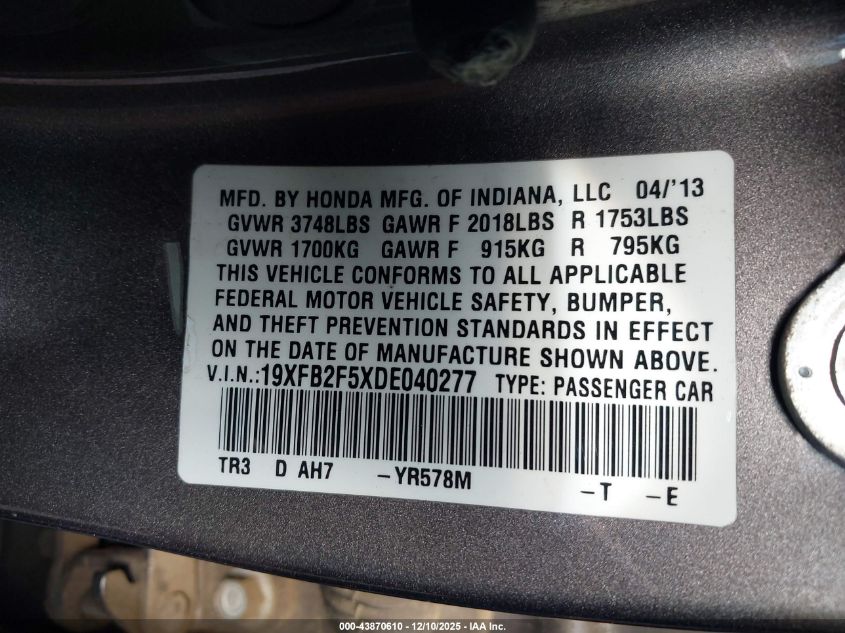 MFD. BY HONDA MFG. OF INDIANA, LLC 04/'13
GVWR 3748LBS GAWR F 2018LBS R 1753LBS
GVWR 1700KG GAWR F 915KG R 795KG
THIS VEHICLE CONFORMS TO ALL APPLICABLE
FEDERAL MOTOR VEHICLE SAFETY, BUMPER,
AND THEFT PREVENTION STANDARDS IN EFFECT
ON THE DATE OF MANUFACTURE SHOWN ABOVE.
V.I.N.:19XFB2F5XDE040277 TYPE: PASSENGER CAR
TR3 D AH7 -YR578M -T -E
000-43870610 - 12/10/2025 - IAA Inc.